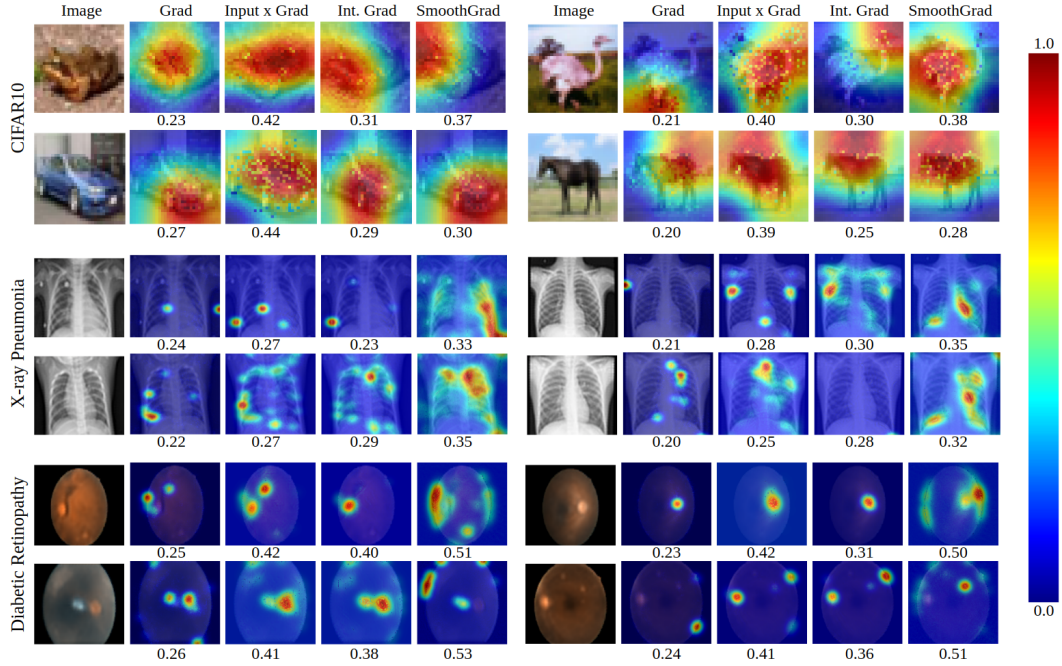 Image Grad Input x Grad Int. Grad SmoothGrad Image Grad Input x Grad Int. Grad SmoothGrad
1.0
CIFAR10
0.23 0.42 0.31 0.37 0.21 0.40 0.30 0.38
0.27 0.44 0.29 0.30 0.20 0.39 0.25 0.28
X-ray Pneumonia
0.24 0.27 0.23 0.33 0.21 0.28 0.30 0.35
0.22 0.27 0.29 0.35 0.20 0.25 0.28 0.32
Diabetic Retinopathy
0.25 0.42 0.40 0.51 0.23 0.42 0.31 0.50
0.26 0.41 0.38 0.53 0.24 0.41 0.36 0.51
0.0